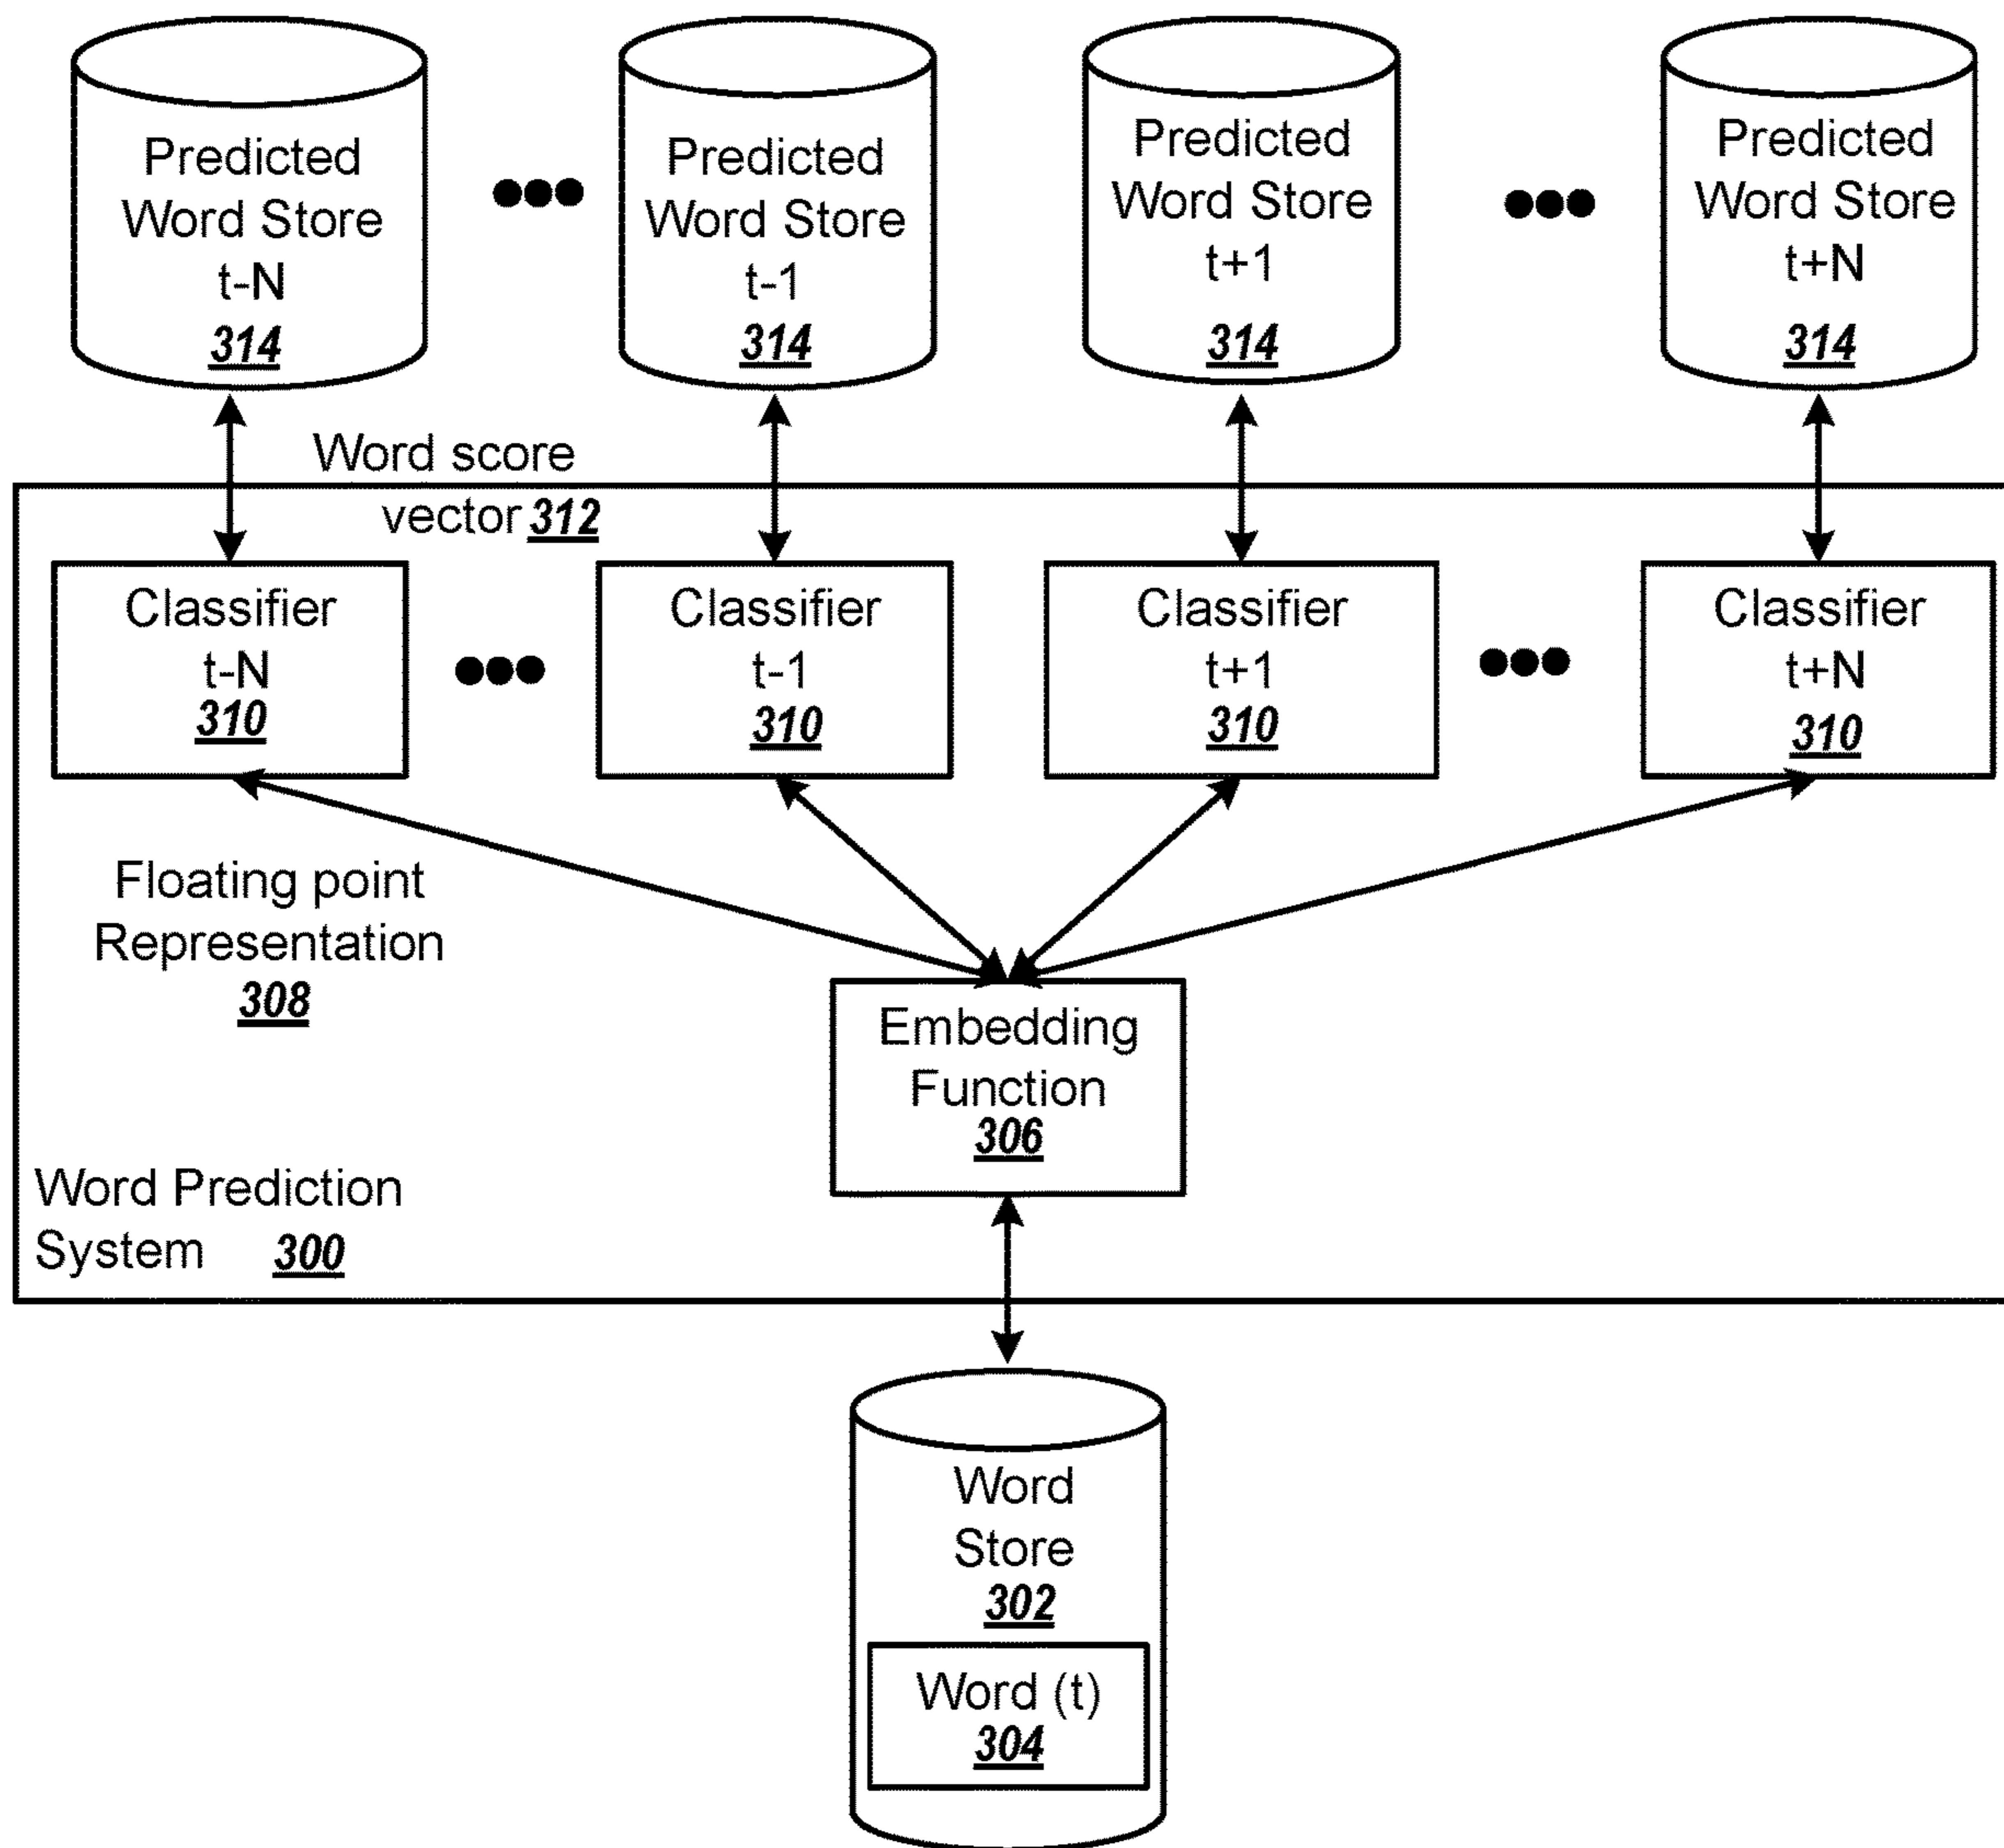 Predicted
Word Store
t-N
314
Predicted
Word Store
t-1
314
Predicted
Word Store
t+1
314
Predicted
Word Store
t+N
314
Word score
vector 312
Classifier
t-N
310
Classifier
t-1
310
Classifier
t+1
310
Classifier
t+N
310
Floating point
Representation
308
Embedding
Function
306
Word Prediction
System 300
Word
Store
302
Word (t)
304